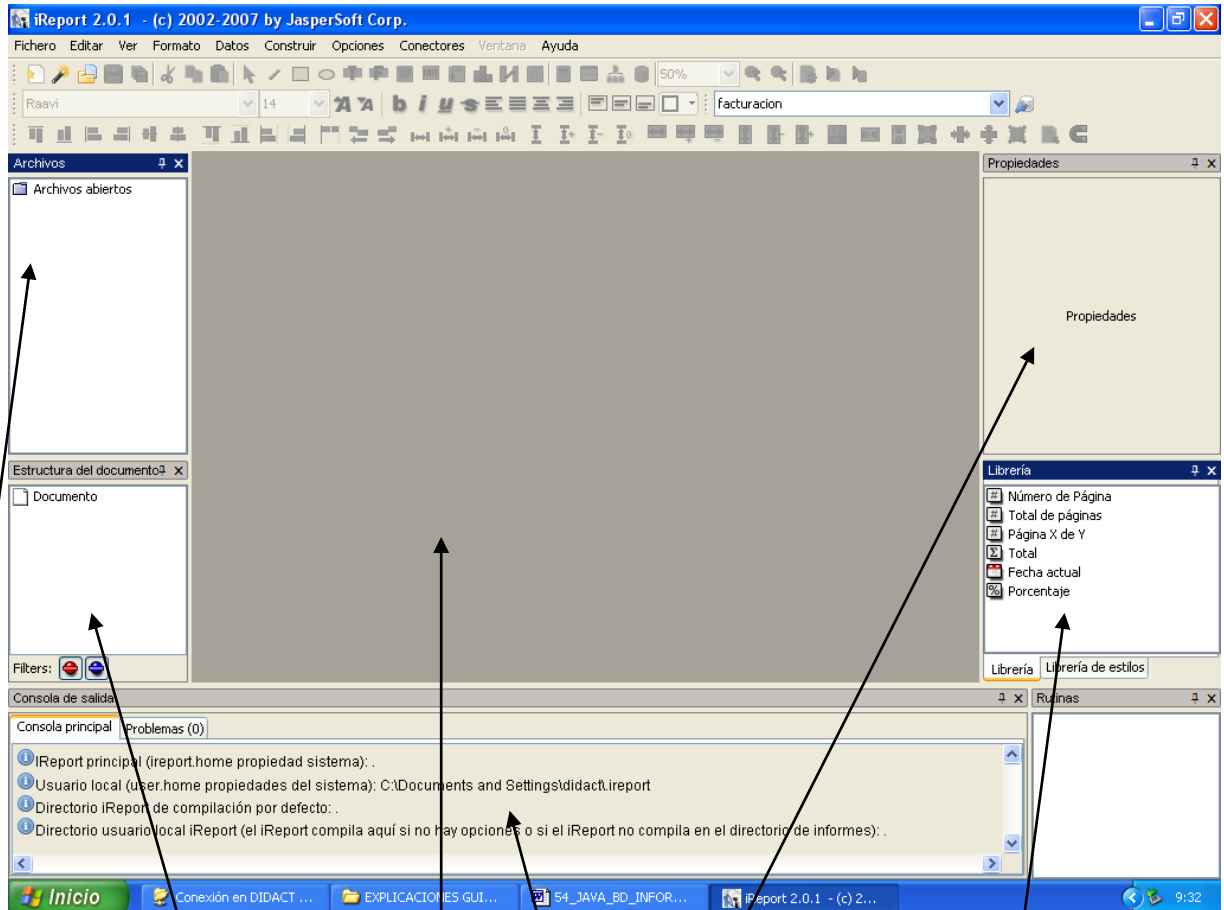 iReport 2.0.1 - (c) 2002-2007 by JasperSoft Corp.
Fichero Editar Ver Formato Datos Construir Opciones Conectores Ventana Ayuda
50%
Raavi 14 b i u s facturacion
Archivos
Archivos abiertos
Propiedades
Propiedades
Estructura del documento
Documento
Filters:
Librería
Número de Página
Total de páginas
Página X de Y
Total
Fecha actual
Porcentaje
Librería Librería de estilos
Consola de salida
Rutinas
Consola principal Problemas (0)
IReport principal (ireport.home propiedad sistema): .
Usuario local (user.home propiedades del sistema): C:\Documents and Settings\didact\.ireport
Directorio iReport de compilación por defecto: .
Directorio usuario local iReport (el iReport compila aquí si no hay opciones o si el iReport no compila en el directorio de informes): .
Inicio Conexión en DIDACT ... EXPLICACIONES GUI... 54_JAVA_BD_INFOR... iReport 2.0.1 - (c) 2... 9:32